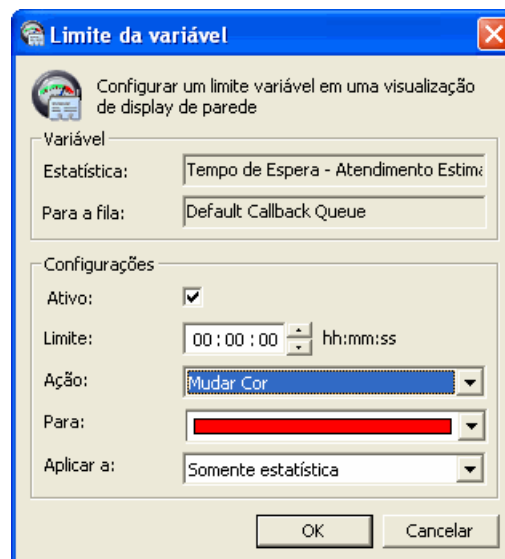 Limite da variável
Configurar um limite variável em uma visualização
de display de parede
Variável
Estatística: Tempo de Espera - Atendimento Estima
Para a fila: Default Callback Queue
Configurações
Ativo:
Limite: 00:00:00 hh:mm:ss
Ação: Mudar Cor
Para:
Aplicar a: Somente estatística
OK Cancelar